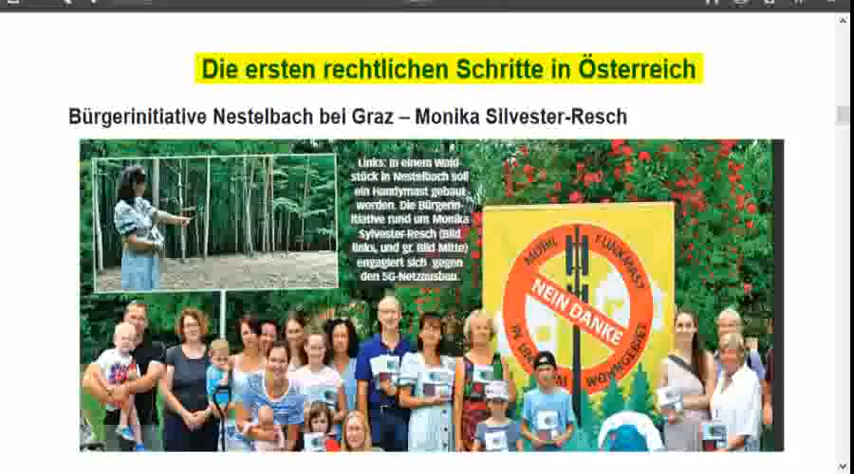 Die ersten rechtlichen Schritte in Österreich
Bürgerinitiative Nestelbach bei Graz – Monika Silvester-Resch
Links: In einem Wald
stück in Nestelbach soll
ein Handymast gebaut
werden. Die Bürgerin-
itiative rund um Monika
Sylvester-Resch (Bild
links, und gr. Bild Mitte)
engagiert sich gegen
den 5G-Netzausbau.
MOBILFUNKMAST
NEIN DANKE
WOHNGEBIET